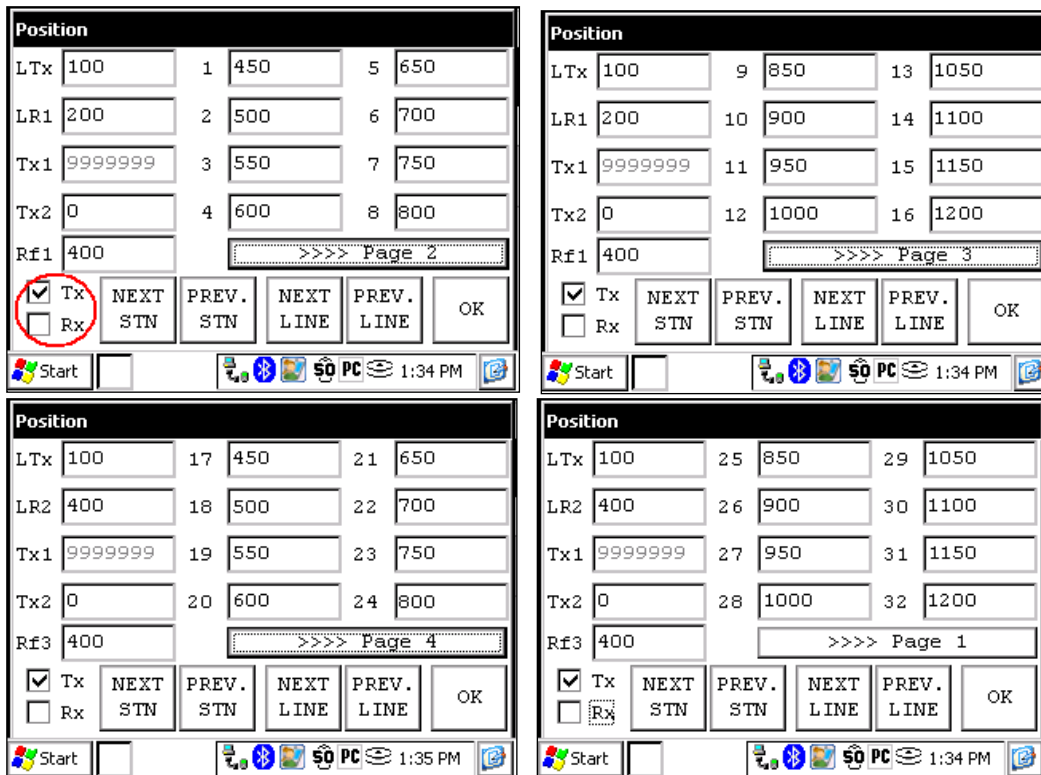 Position
LTx 100 1 450 5 650
LR1 200 2 500 6 700
Tx1 9999999 3 550 7 750
Tx2 0 4 600 8 800
Rf1 400 >>>> Page 2
Tx NEXT PREV. NEXT PREV. OK
Rx STN STN LINE LINE
Start PC 1:34 PM
Position
LTx 100 9 850 13 1050
LR1 200 10 900 14 1100
Tx1 9999999 11 950 15 1150
Tx2 0 12 1000 16 1200
Rf1 400 >>>> Page 3
Tx NEXT PREV. NEXT PREV. OK
Rx STN STN LINE LINE
Start PC 1:34 PM
Position
LTx 100 17 450 21 650
LR2 400 18 500 22 700
Tx1 9999999 19 550 23 750
Tx2 0 20 600 24 800
Rf3 400 >>>> Page 4
Tx NEXT PREV. NEXT PREV. OK
Rx STN STN LINE LINE
Start PC 1:35 PM
Position
LTx 100 25 850 29 1050
LR2 400 26 900 30 1100
Tx1 9999999 27 950 31 1150
Tx2 0 28 1000 32 1200
Rf3 400 >>>> Page 1
Tx NEXT PREV. NEXT PREV. OK
Rx STN STN LINE LINE
Start PC 1:34 PM